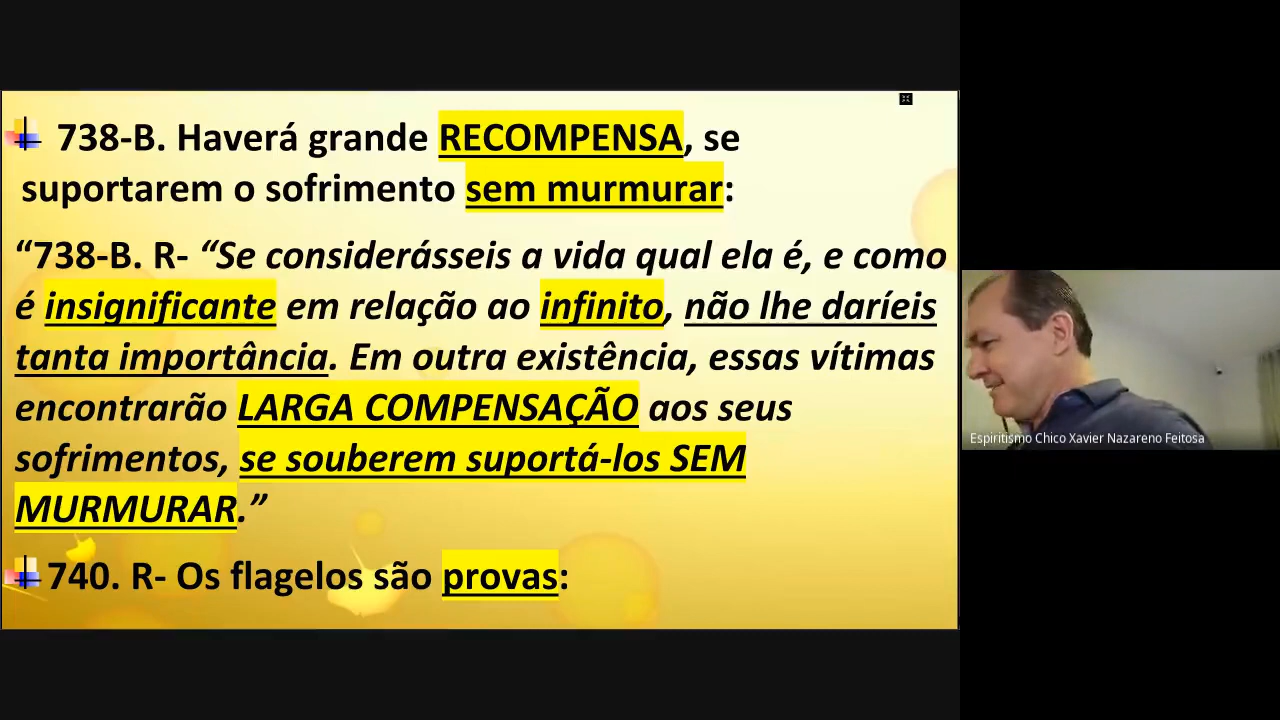 738-B. Haverá grande RECOMPENSA, se
suportarem o sofrimento sem murmurar:
“738-B. R- “Se considerásseis a vida qual ela é, e como
é insignificante em relação ao infinito, não lhe daríeis
tanta importância. Em outra existência, essas vítimas
encontrarão LARGA COMPENSAÇÃO aos seus
sofrimentos, se souberem suportá-los SEM
MURMURAR.”
740. R- Os flagelos são provas:
Espiritismo Chico Xavier Nazareno Feitosa